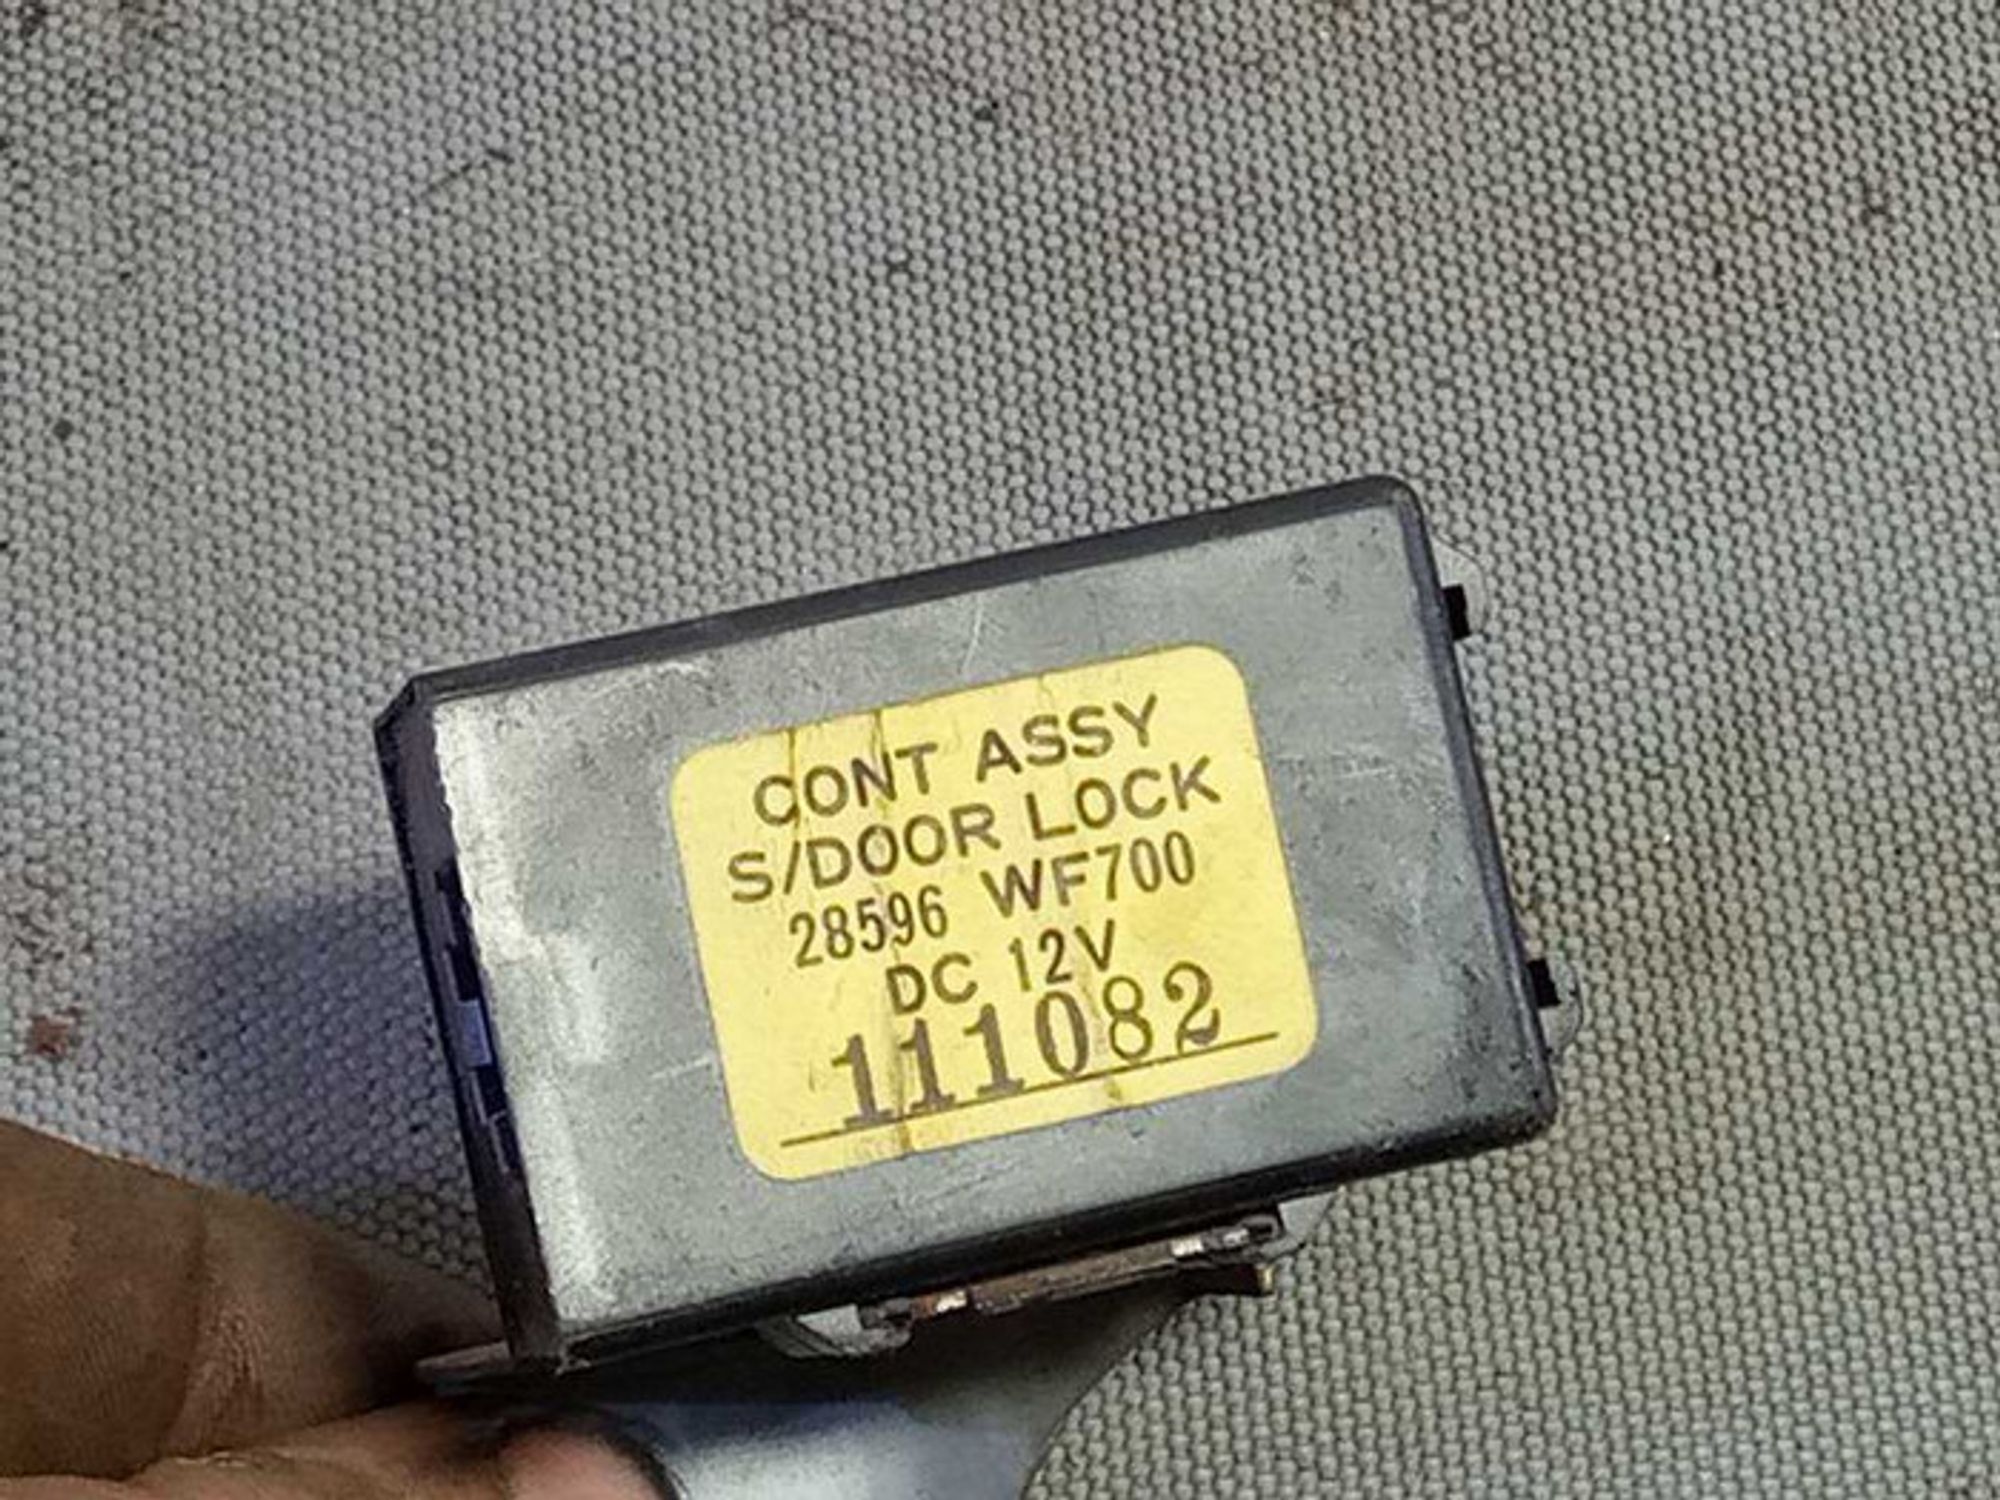 CONT ASSY
S/DOOR LOCK
28596 WF700
DC 12V
111082